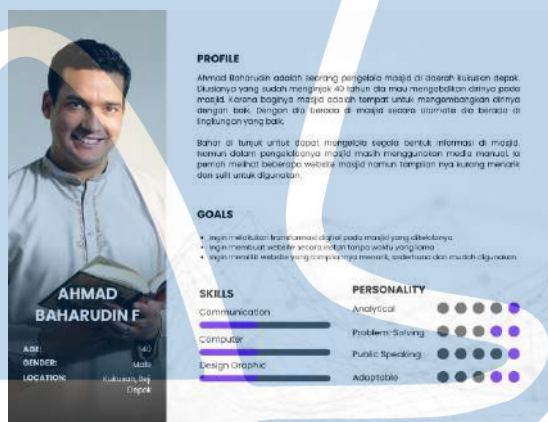 PROFILE
Ahmad Baharudin adalah seorang pengelola masjid di daerah kukusan depok.
Diusianya yang sudah menginjak 40 tahun dia mau mengabdikan dirinya pada
masjid. Karena baginya masjid adalah tempat untuk mengembangkan dirinya
dengan baik. Dengan dia berada di masjid secara otomatis dia berada di
lingkungan yang baik.
Bahar di tunjuk untuk dapat mengelola segala bentuk informasi di masjid.
Namun dalam pengelolaanya masjid masih menggunakan media manual. Ia
pernah melihat beberapa website masjid namun tampilan nya kurang menarik
dan sulit untuk digunakan.
GOALS
• Ingin melakukan transformasi digital pada masjid yang dikelolanya
• Ingin membuat website secara instan tanpa waktu yang lama
• Ingin memiliki website yang tampilannya menarik, sederhana dan mudah digunakan
AHMAD
BAHARUDIN F
AGE: 40
GENDER: Male
LOCATION: Kukusan, Beji
Depok
SKILLS
Communication
Computer
Design Graphic
PERSONALITY
Analytical
Problem-Solving
Public Speaking
Adaptable